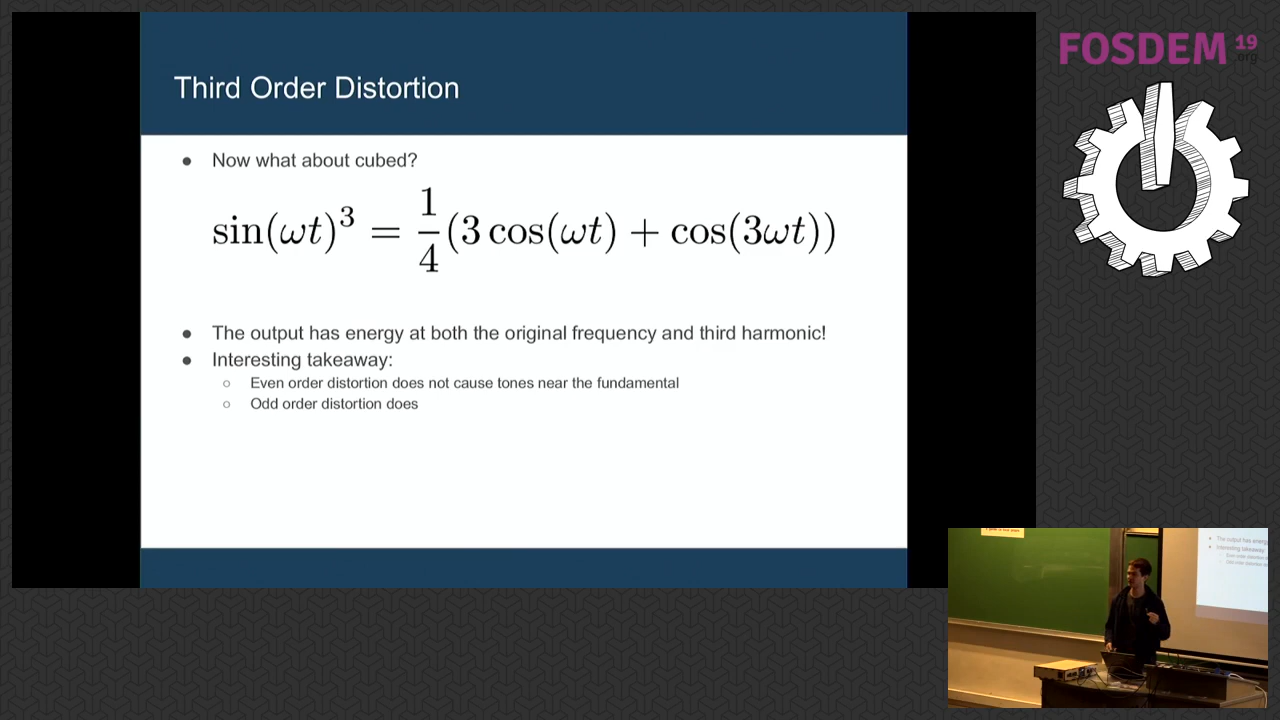 Third Order Distortion
FOSDEM 19
.org
● Now what about cubed?
sin(ωt)³ = 1/4 (3 cos(ωt) + cos(3ωt))
● The output has energy at both the original frequency and third harmonic!
● Interesting takeaway:
○ Even order distortion does not cause tones near the fundamental
○ Odd order distortion does